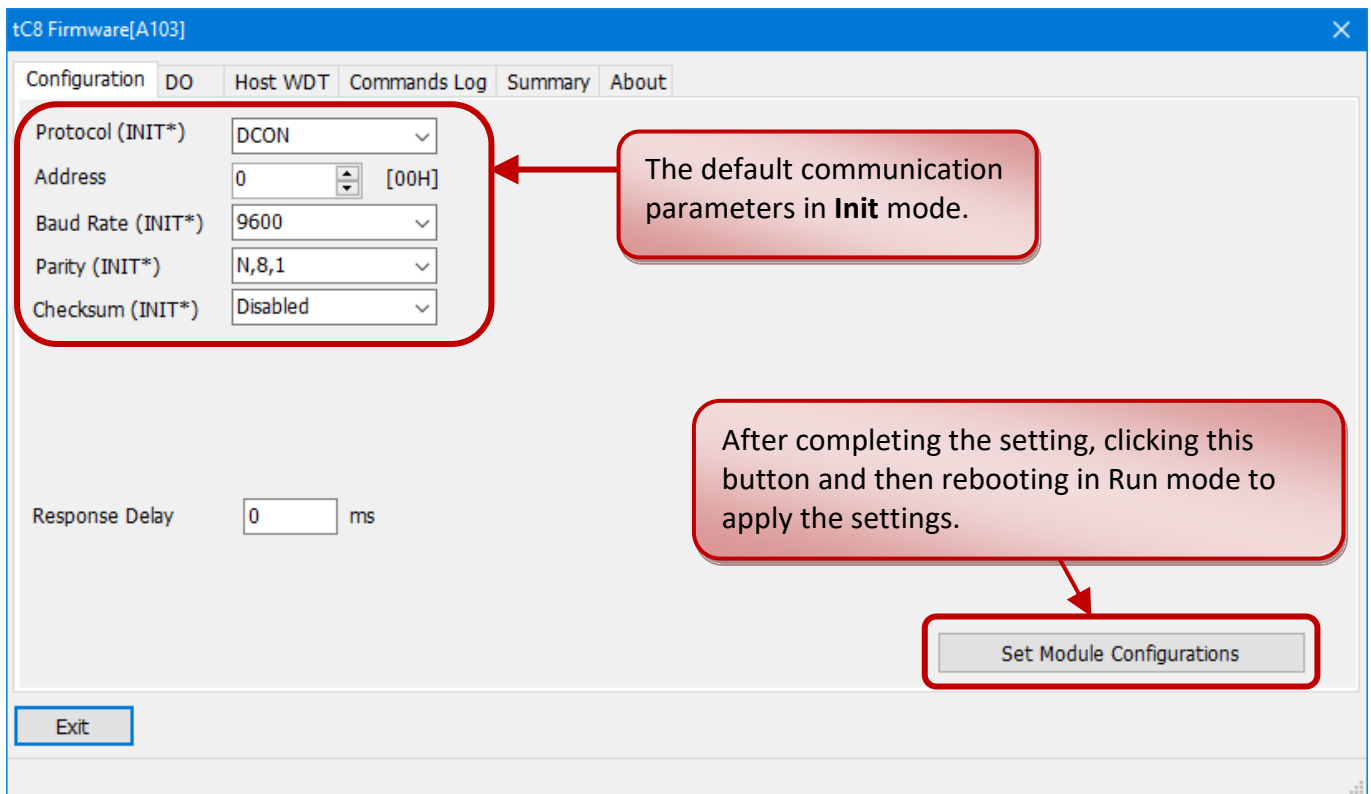 tC8 Firmware[A103]
Configuration DO Host WDT Commands Log Summary About
Protocol (INIT*) DCON
Address 0 [00H]
Baud Rate (INIT*) 9600
Parity (INIT*) N,8,1
Checksum (INIT*) Disabled
The default communication
parameters in Init mode.
After completing the setting, clicking this
button and then rebooting in Run mode to
apply the settings.
Response Delay 0 ms
Set Module Configurations
Exit